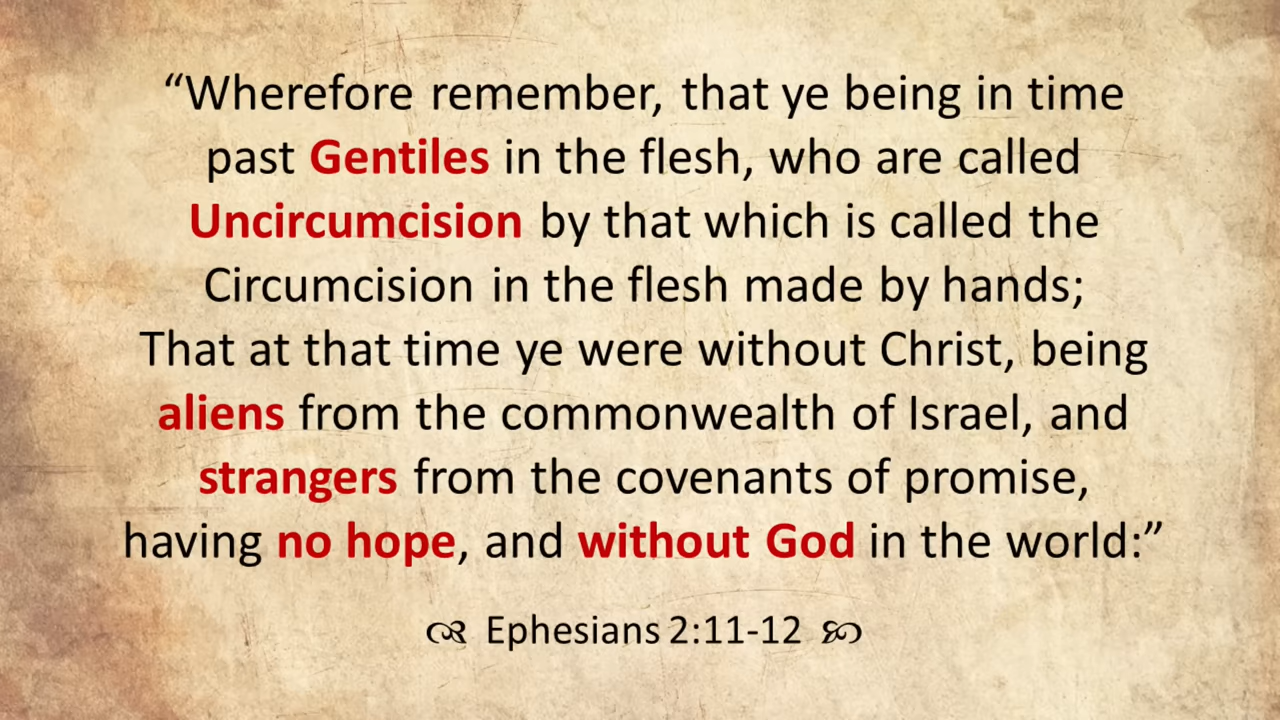 “Wherefore remember, that ye being in time
past Gentiles in the flesh, who are called
Uncircumcision by that which is called the
Circumcision in the flesh made by hands;
That at that time ye were without Christ, being
aliens from the commonwealth of Israel, and
strangers from the covenants of promise,
having no hope, and without God in the world:”
Ephesians 2:11-12